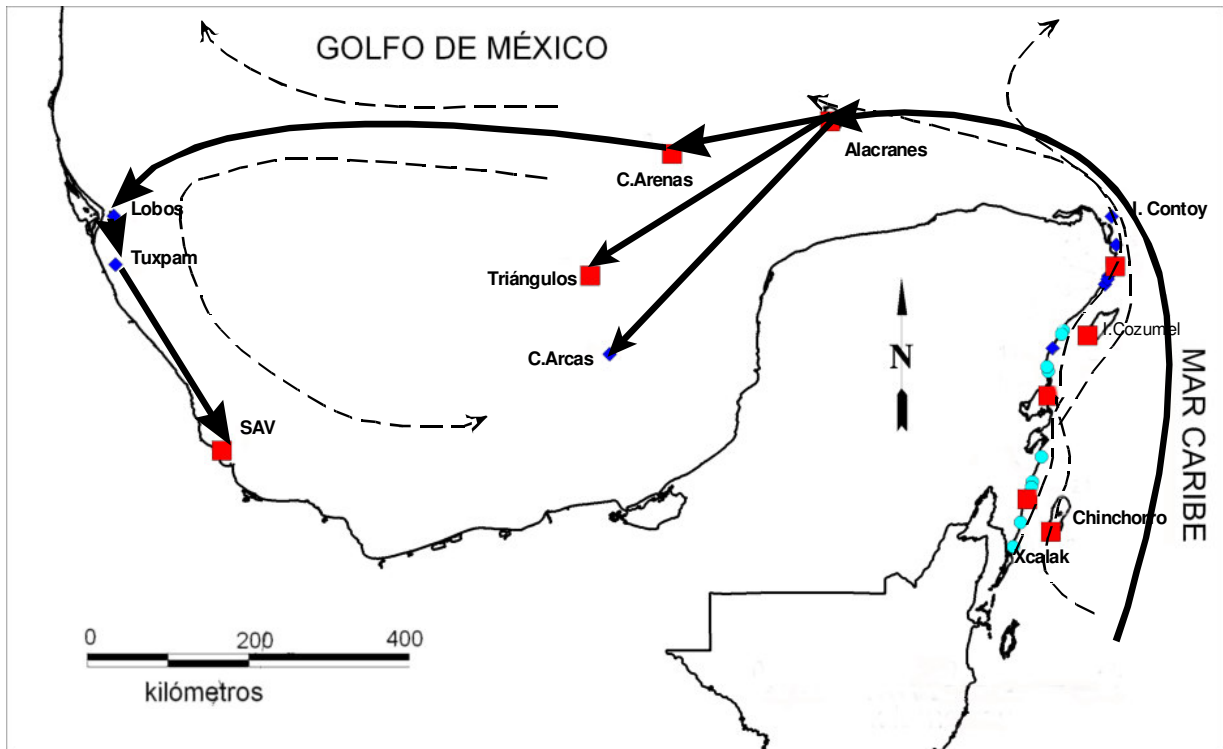 GOLFO DE MÉXICO
Alacranes
C.Arenas
Lobos
I. Contoy
Tuxpam
Triángulos
I.Cozumel
C.Arcas
N
MAR CARIBE
SAV
Chinchorro
Xcalak
0 200 400
kilómetros